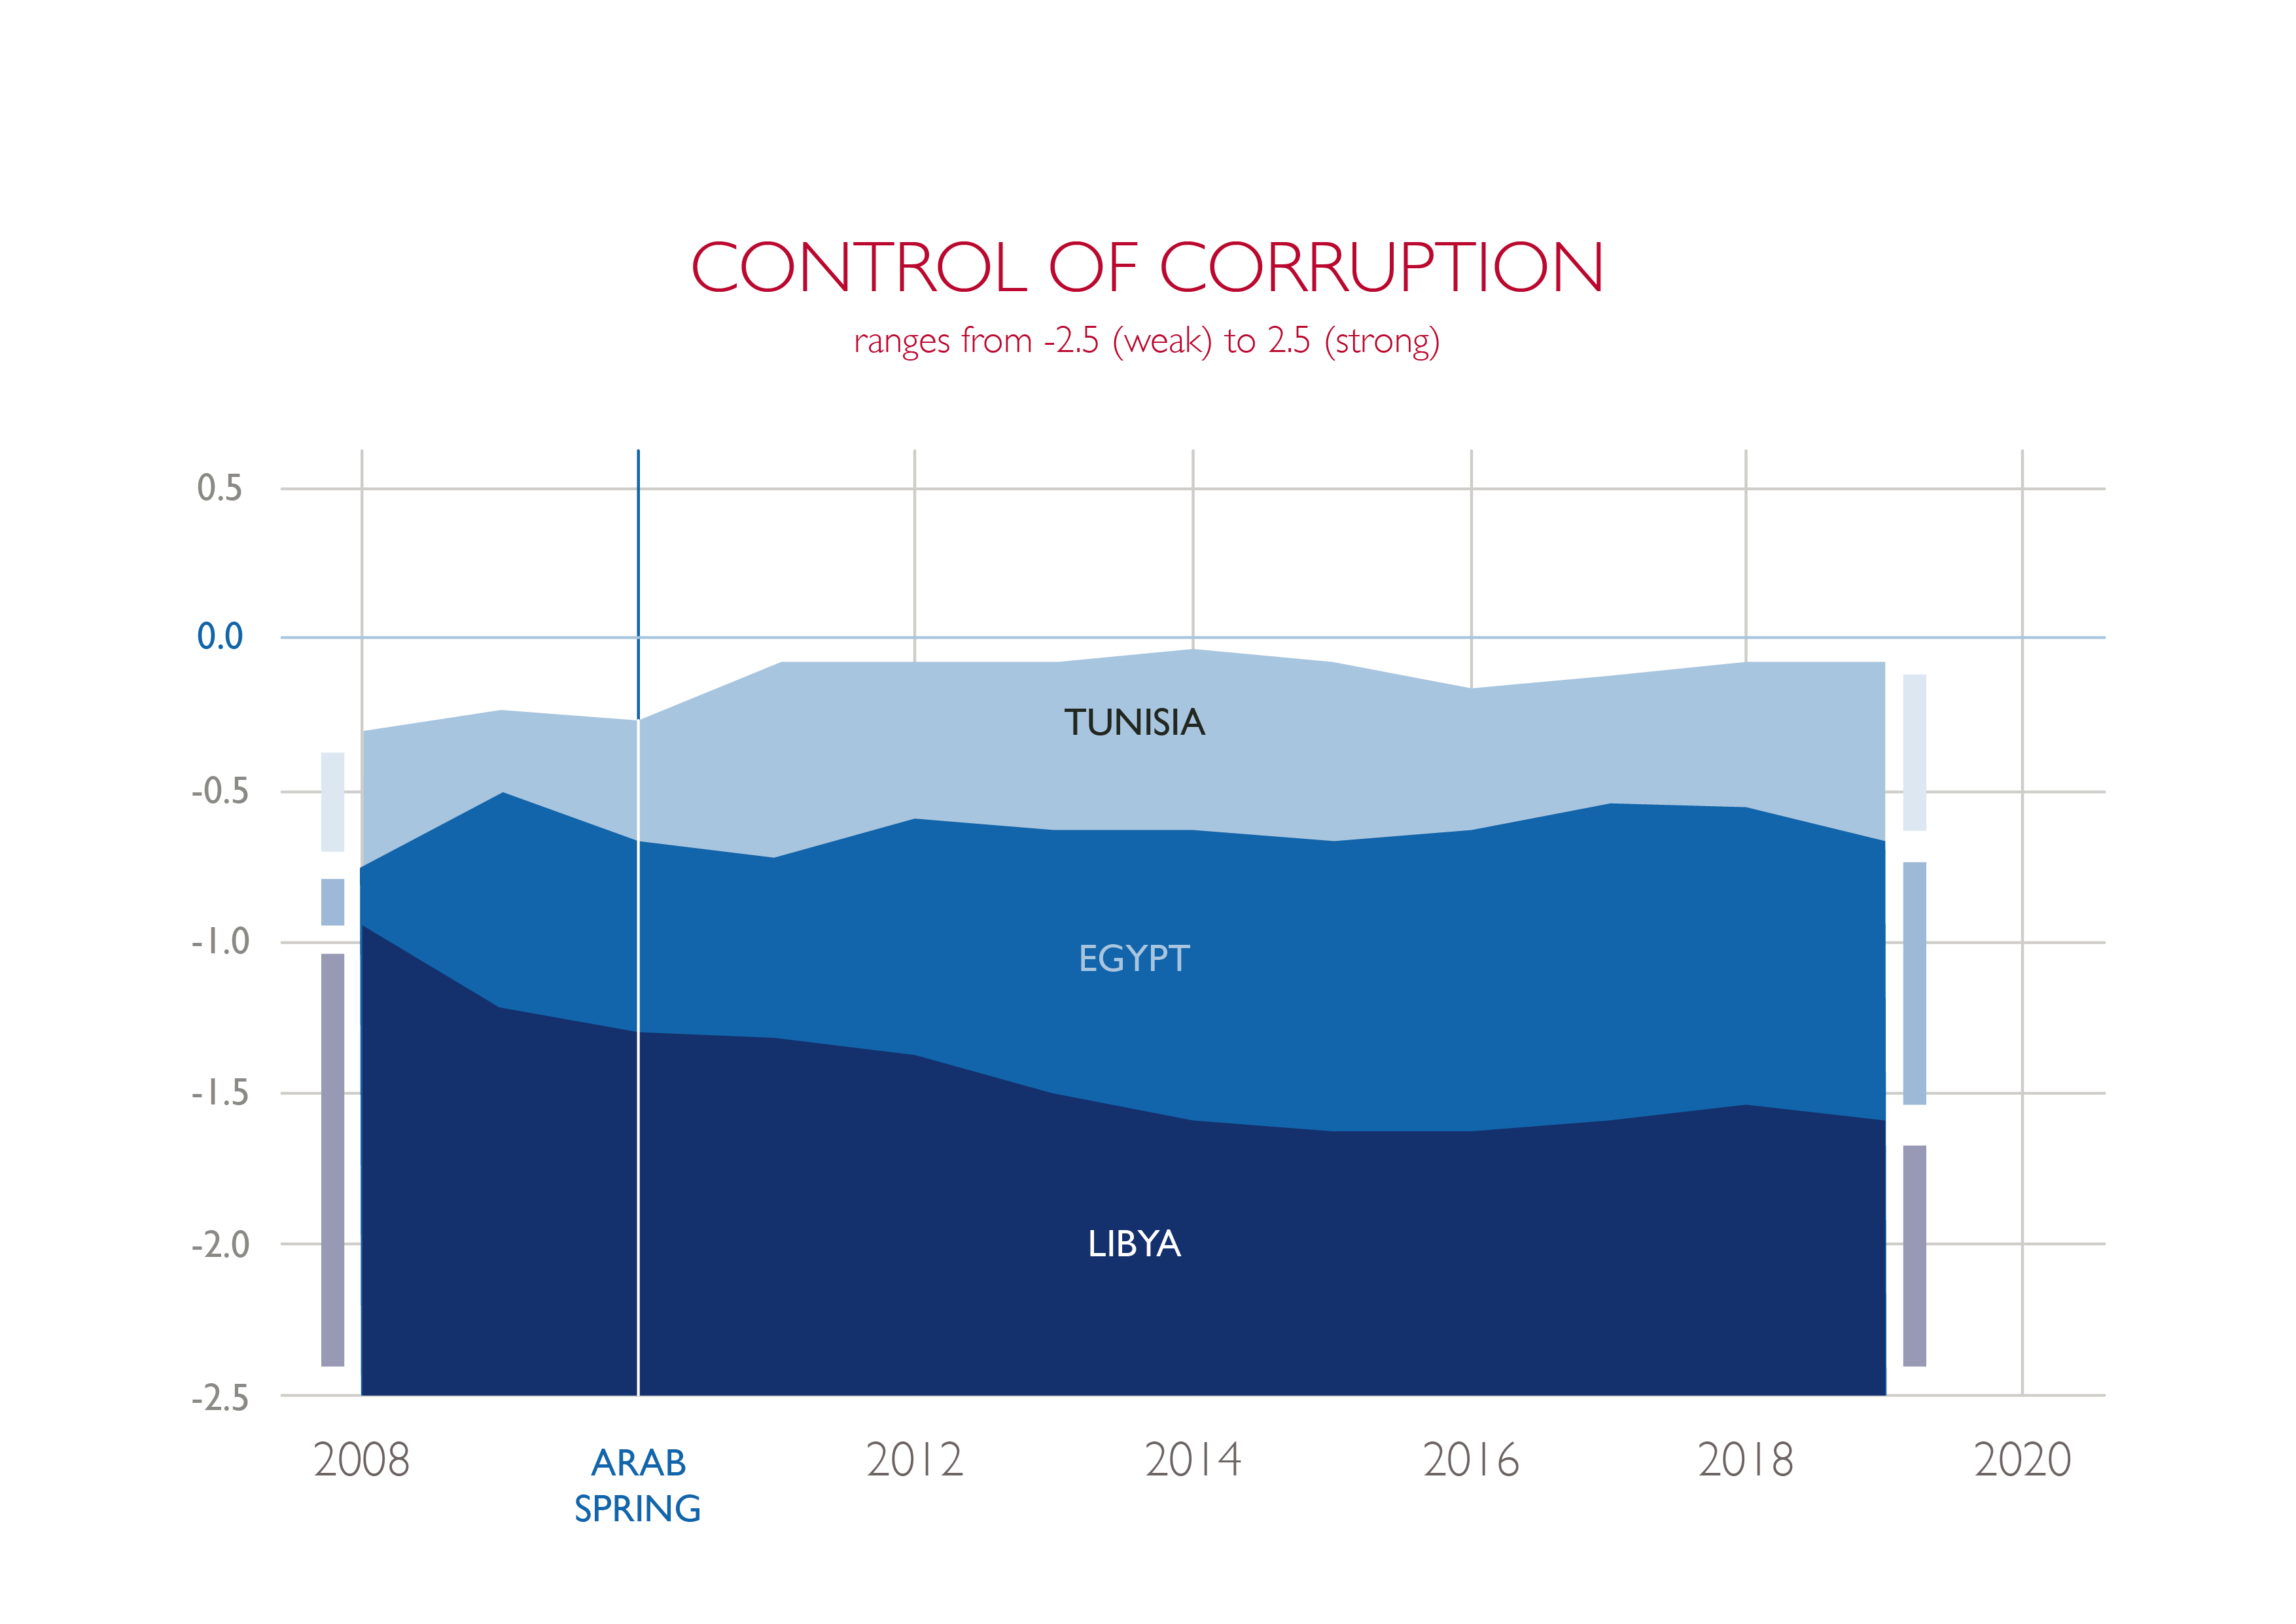 CONTROL OF CORRUPTION
ranges from -2.5 (weak) to 2.5 (strong)
0.5
0.0
TUNISIA
-0.5
-1.0
EGYPT
-1.5
-2.0
LIBYA
-2.5
2008
ARAB
SPRING
2012
2014
2016
2018
2020